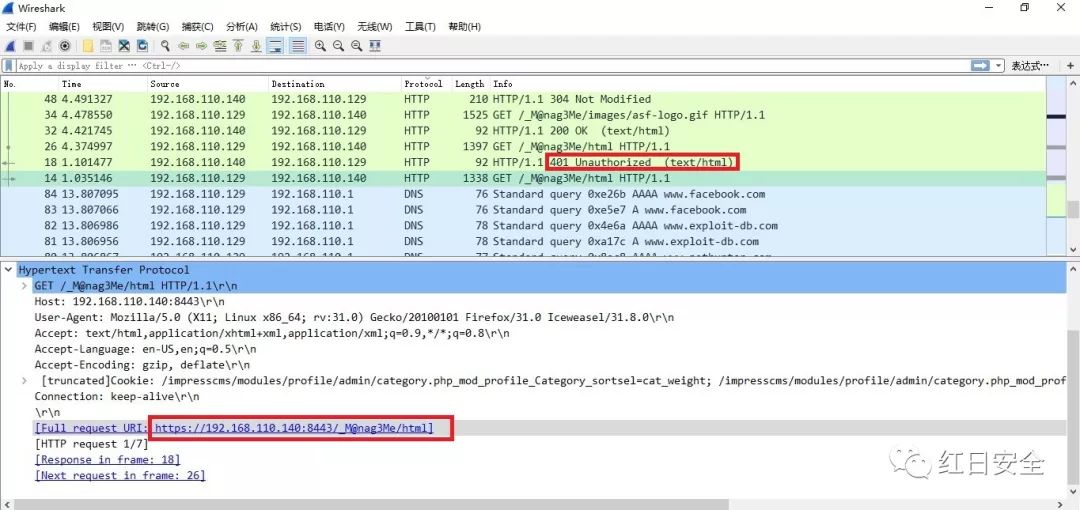 Wireshark
文件(F) 编辑(E) 视图(V) 跳转(G) 捕获(C) 分析(A) 统计(S) 电话(Y) 无线(W) 工具(T) 帮助(H)
Apply a display filter … <Ctrl-/> 表达式… +
No. Time Source Destination Protocol Length Info
48 4.491327 192.168.110.140 192.168.110.129 HTTP 210 HTTP/1.1 304 Not Modified
34 4.478550 192.168.110.129 192.168.110.140 HTTP 1525 GET /_M@nag3Me/images/asf-logo.gif HTTP/1.1
32 4.421745 192.168.110.140 192.168.110.129 HTTP 92 HTTP/1.1 200 OK (text/html)
26 4.374999 192.168.110.129 192.168.110.140 HTTP 1397 GET /_M@nag3Me/html HTTP/1.1
18 1.101477 192.168.110.140 192.168.110.129 HTTP 92 HTTP/1.1 401 Unauthorized (text/html)
14 1.035146 192.168.110.129 192.168.110.140 HTTP 1338 GET /_M@nag3Me/html HTTP/1.1
84 13.807095 192.168.110.129 192.168.110.1 DNS 76 Standard query 0xe26b AAAA www.facebook.com
83 13.807066 192.168.110.129 192.168.110.1 DNS 76 Standard query 0xe5e7 A www.facebook.com
82 13.806986 192.168.110.129 192.168.110.1 DNS 78 Standard query 0x4e6a AAAA www.exploit-db.com
81 13.806956 192.168.110.129 192.168.110.1 DNS 78 Standard query 0xa17c A www.exploit-db.com
Hypertext Transfer Protocol
GET /_M@nag3Me/html HTTP/1.1\r\n
Host: 192.168.110.140:8443\r\n
User-Agent: Mozilla/5.0 (X11; Linux x86_64; rv:31.0) Gecko/20100101 Firefox/31.0 Iceweasel/31.8.0\r\n
Accept: text/html,application/xhtml+xml,application/xml;q=0.9,*/*;q=0.8\r\n
Accept-Language: en-US,en;q=0.5\r\n
Accept-Encoding: gzip, deflate\r\n
[truncated]Cookie: /impresscms/modules/profile/admin/category.php_mod_profile_Category_sortsel=cat_weight; /impresscms/modules/profile/admin/category.php_mod_prof
Connection: keep-alive\r\n
\r\n
[Full request URI: https://192.168.110.140:8443/_M@nag3Me/html]
[HTTP request 1/7]
[Response in frame: 18]
[Next request in frame: 26]
红日安全